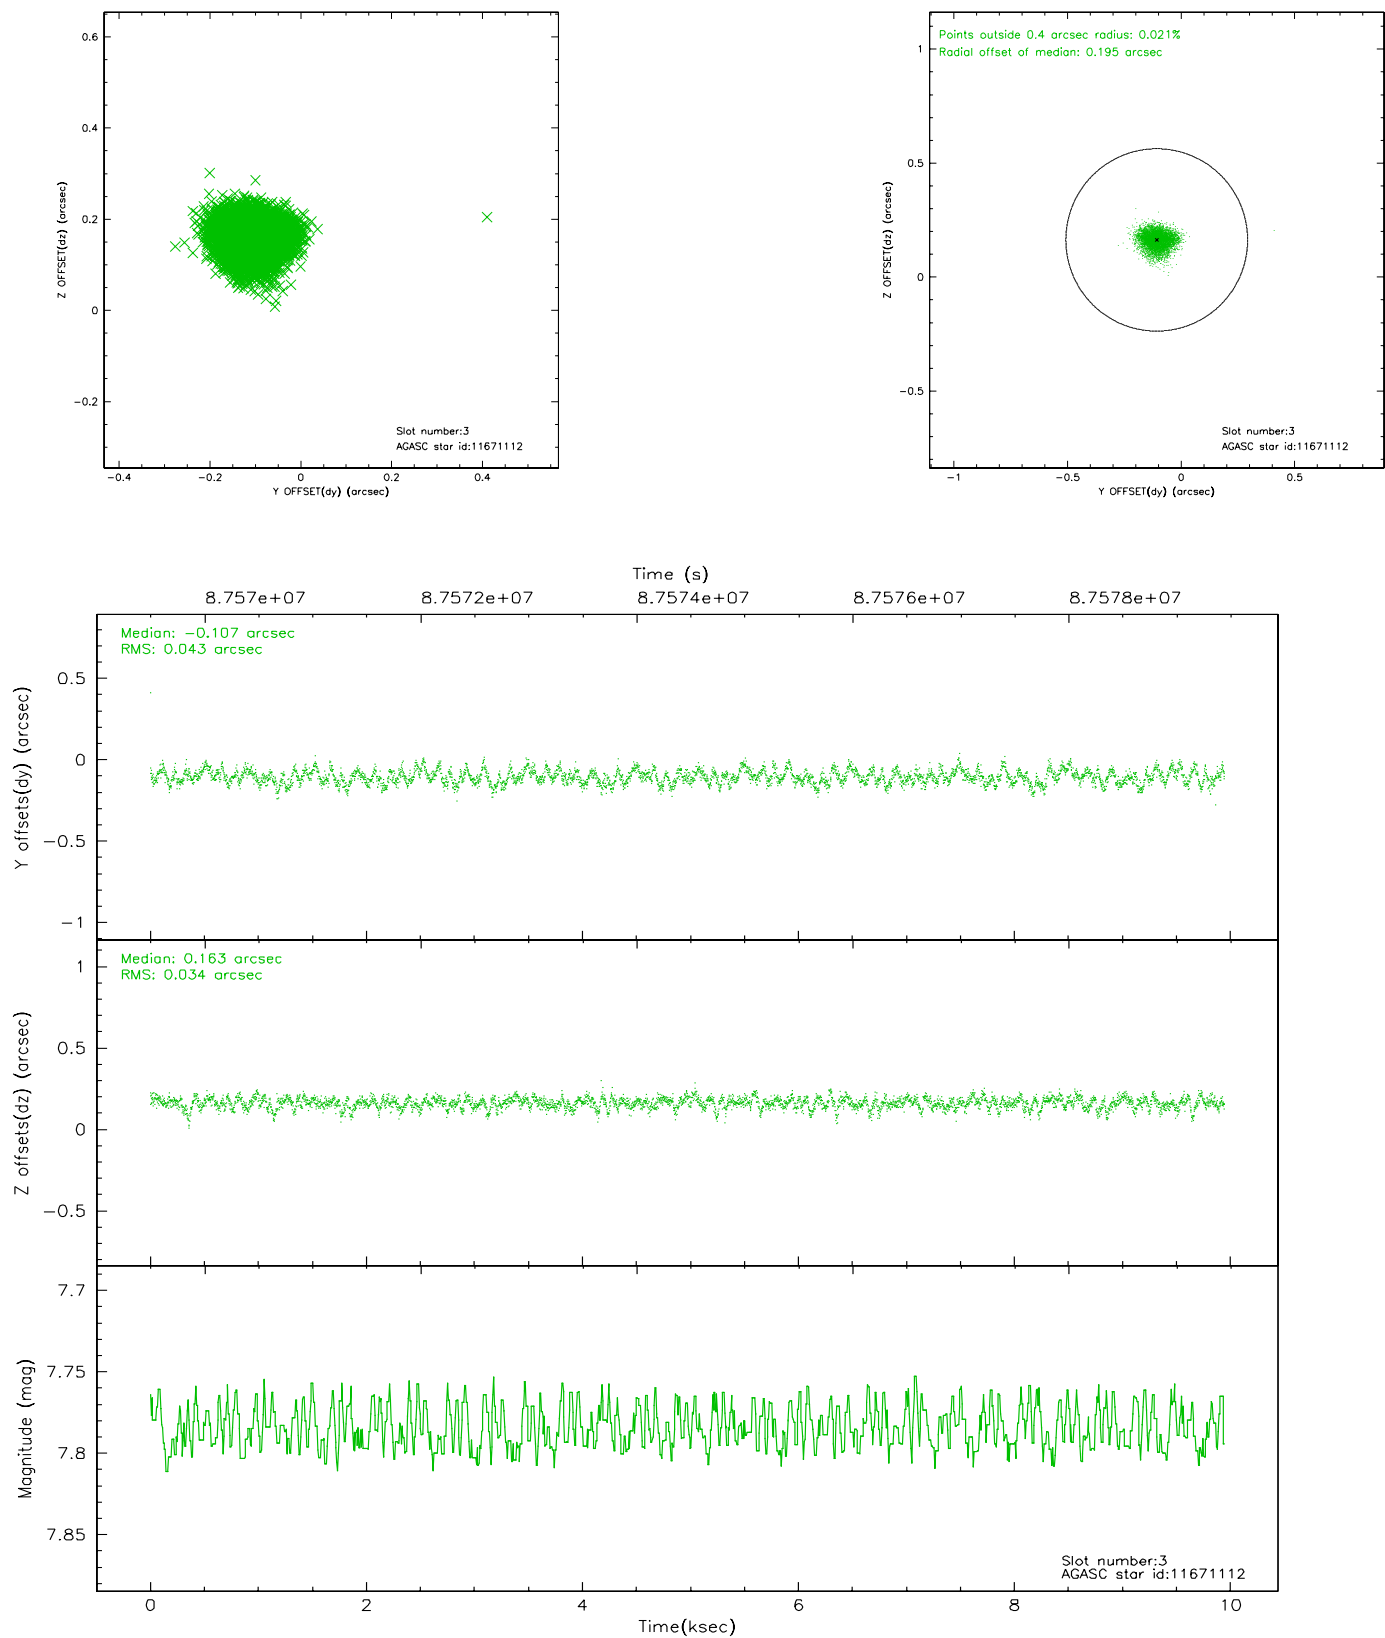 0.6
0.4
0.2
0
−0.2
Z OFFSET(dz) (arcsec)
Slot number:3
AGASC star id:11671112
−0.4 −0.2 0 0.2 0.4
Y OFFSET(dy) (arcsec)
Points outside 0.4 arcsec radius: 0.021%
Radial offset of median: 0.195 arcsec
1
0.5
0
−0.5
Z OFFSET(dz) (arcsec)
Slot number:3
AGASC star id:11671112
−1 −0.5 0 0.5
Y OFFSET(dy) (arcsec)
Time (s)
8.757e+07 8.7572e+07 8.7574e+07 8.7576e+07 8.7578e+07
Median: −0.107 arcsec
RMS: 0.043 arcsec
0.5
0
−0.5
−1
Y offsets(dy) (arcsec)
Median: 0.163 arcsec
RMS: 0.034 arcsec
1
0.5
0
−0.5
Z offsets(dz) (arcsec)
7.7
7.75
7.8
7.85
Magnitude (mag)
Slot number:3
AGASC star id:11671112
0 2 4 6 8 10
Time(ksec)